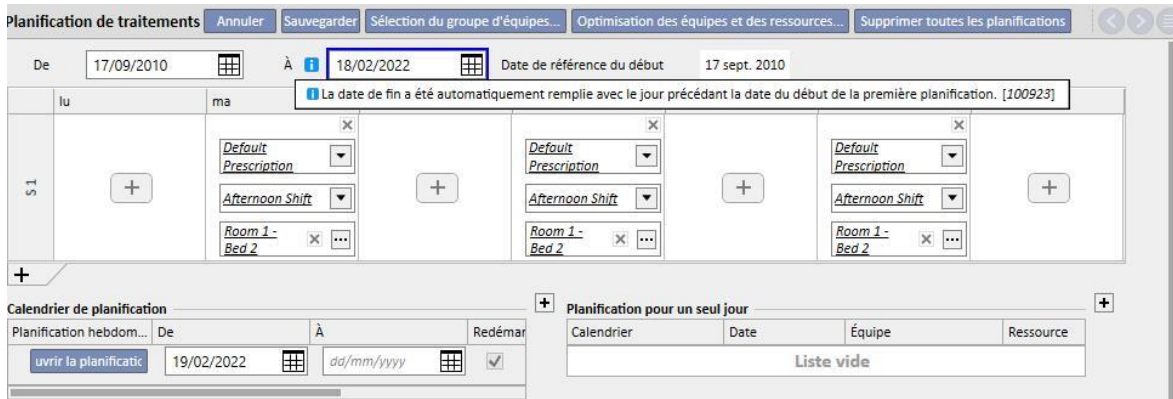 Planification de traitements Annuler Sauvegarder Sélection du groupe d'équipes... Optimisation des équipes et des ressources... Supprimer toutes les planifications
De 17/09/2010 À 18/02/2022 Date de référence du début 17 sept. 2010
La date de fin a été automatiquement remplie avec le jour précédant la date du début de la première planification. [100923]
lu ma
S 1
Default Prescription
Afternoon Shift
Room 1 - Bed 2
Default Prescription
Afternoon Shift
Room 1 - Bed 2
Default Prescription
Afternoon Shift
Room 1 - Bed 2
Calendrier de planification
Planification hebdom... De À Redémar
uvrir la planificatic 19/02/2022 dd/mm/yyyy
Planification pour un seul jour
Calendrier Date Équipe Ressource
Liste vide